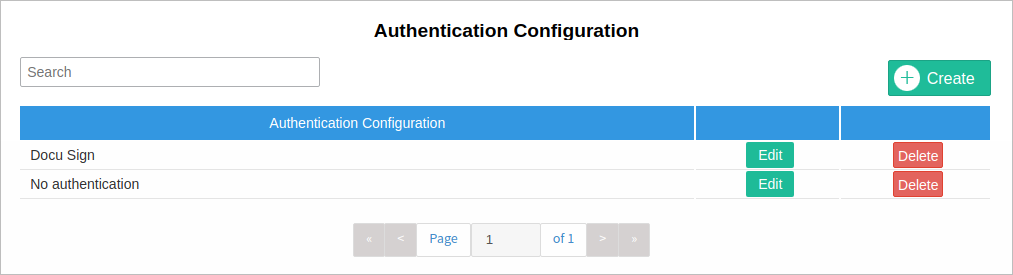 Authentication Configuration
Search
Create
Authentication Configuration
Docu Sign Edit Delete
No authentication Edit Delete
« < Page 1 of 1 > »